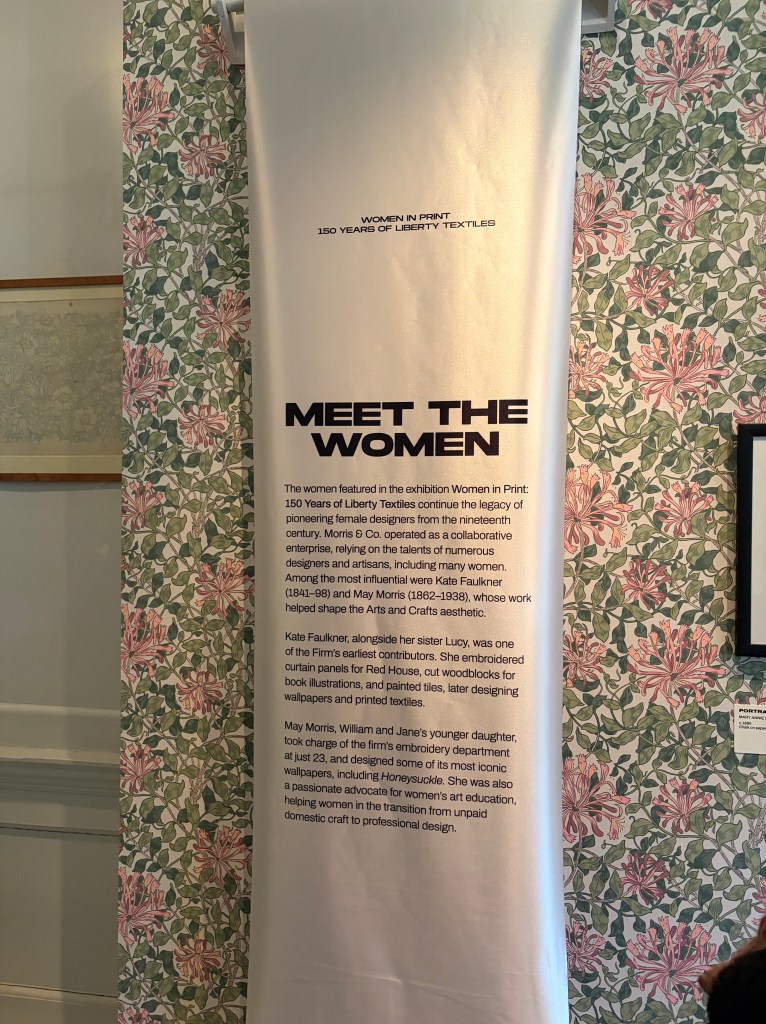 WOMEN IN PRINT
150 YEARS OF LIBERTY TEXTILES
MEET THE
WOMEN
The women featured in the exhibition Women in Print:
150 Years of Liberty Textiles continue the legacy of
pioneering female designers from the nineteenth
century. Morris & Co. operated as a collaborative
enterprise, relying on the talents of numerous
designers and artisans, including many women.
Among the most influential were Kate Faulkner
(1841–98) and May Morris (1862–1938), whose work
helped shape the Arts and Crafts aesthetic.
Kate Faulkner, alongside her sister Lucy, was one
of the Firm's earliest contributors. She embroidered
curtain panels for Red House, cut woodblocks for
book illustrations, and painted tiles, later designing
wallpapers and printed textiles.
May Morris, William and Jane's younger daughter,
took charge of the firm's embroidery department
at just 23, and designed some of its most iconic
wallpapers, including Honeysuckle. She was also
a passionate advocate for women's art education,
helping women in the transition from unpaid
domestic craft to professional design.